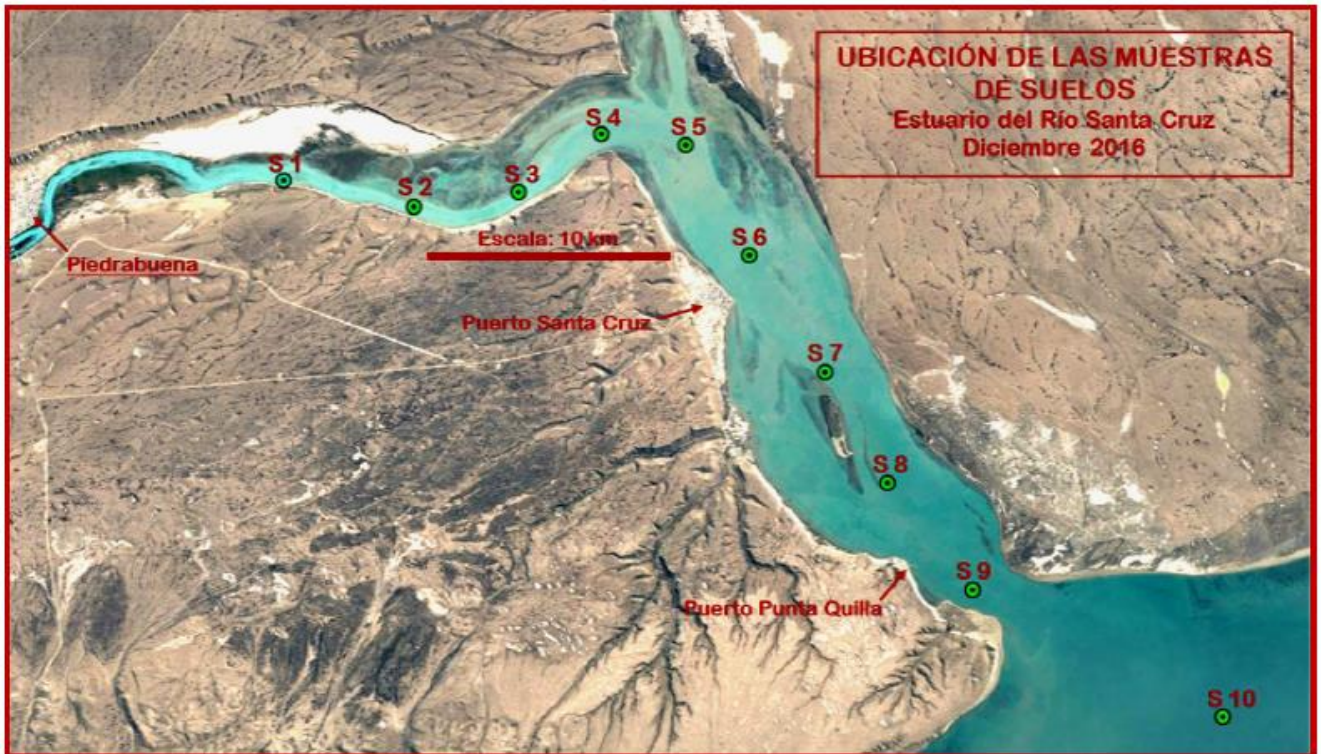 UBICACIÓN DE LAS MUESTRAS
DE SUELOS
Estuario del Río Santa Cruz
Diciembre 2016
S 4
S 5
S 1
S 3
S 2
Escala: 10 km
S 6
Piedrabuena
Puerto Santa Cruz
S 7
S 8
S 9
Puerto Punta Quilla
S 10